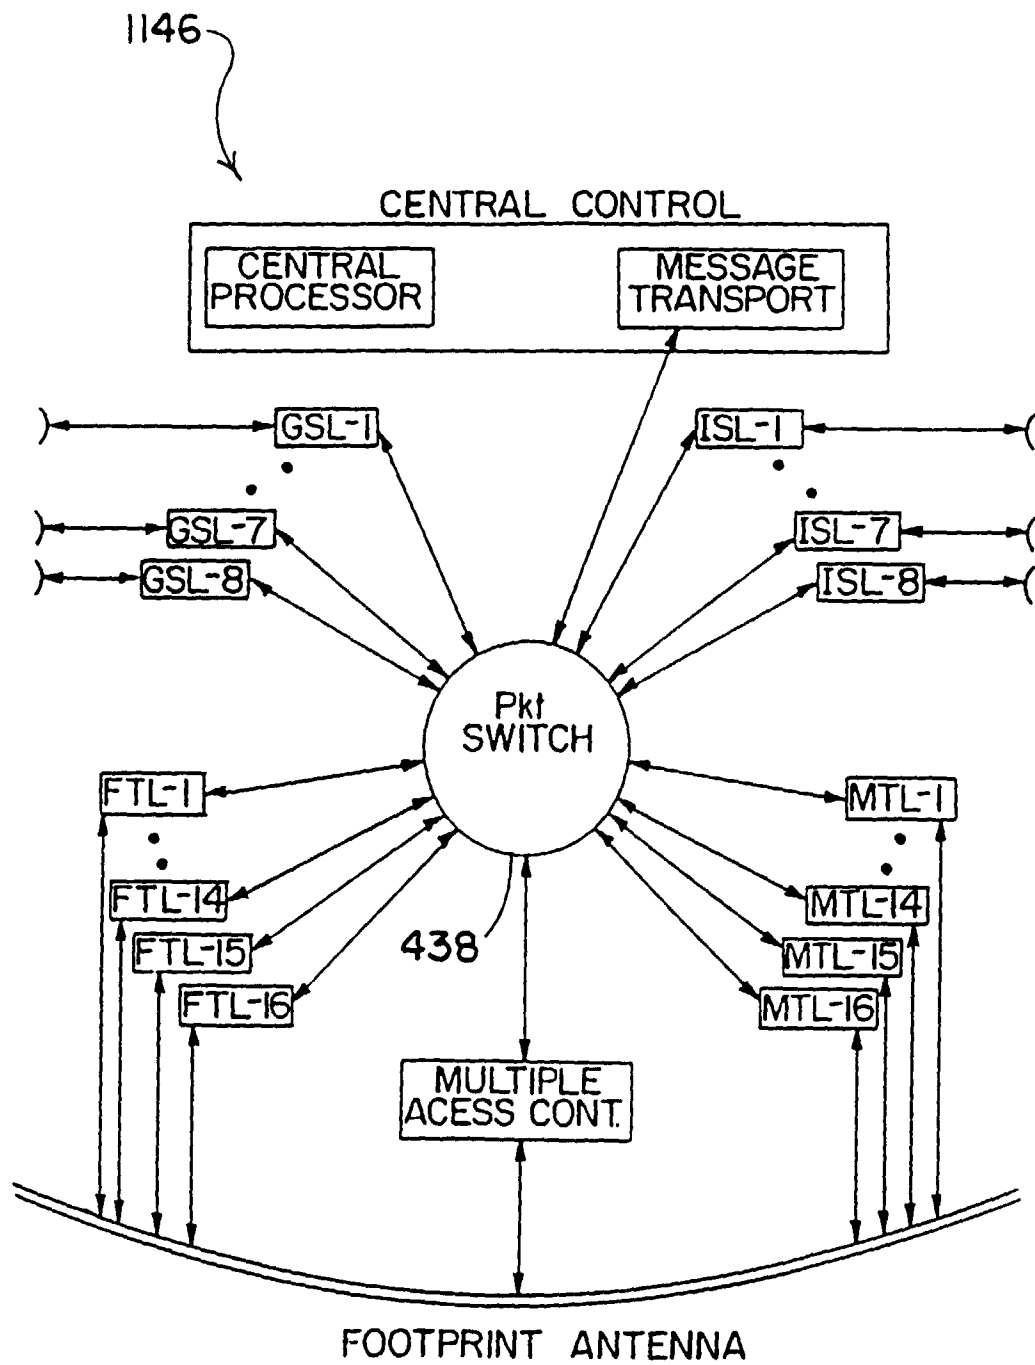 1146
CENTRAL CONTROL
CENTRAL
PROCESSOR
MESSAGE
TRANSPORT
GSL-1
ISL-1
GSL-7
ISL-7
GSL-8
ISL-8
Pkt
SWITCH
FTL-1
MTL-1
FTL-14
MTL-14
438
FTL-15
MTL-15
FTL-16
MTL-16
MULTIPLE
ACESS CONT.
FOOTPRINT ANTENNA